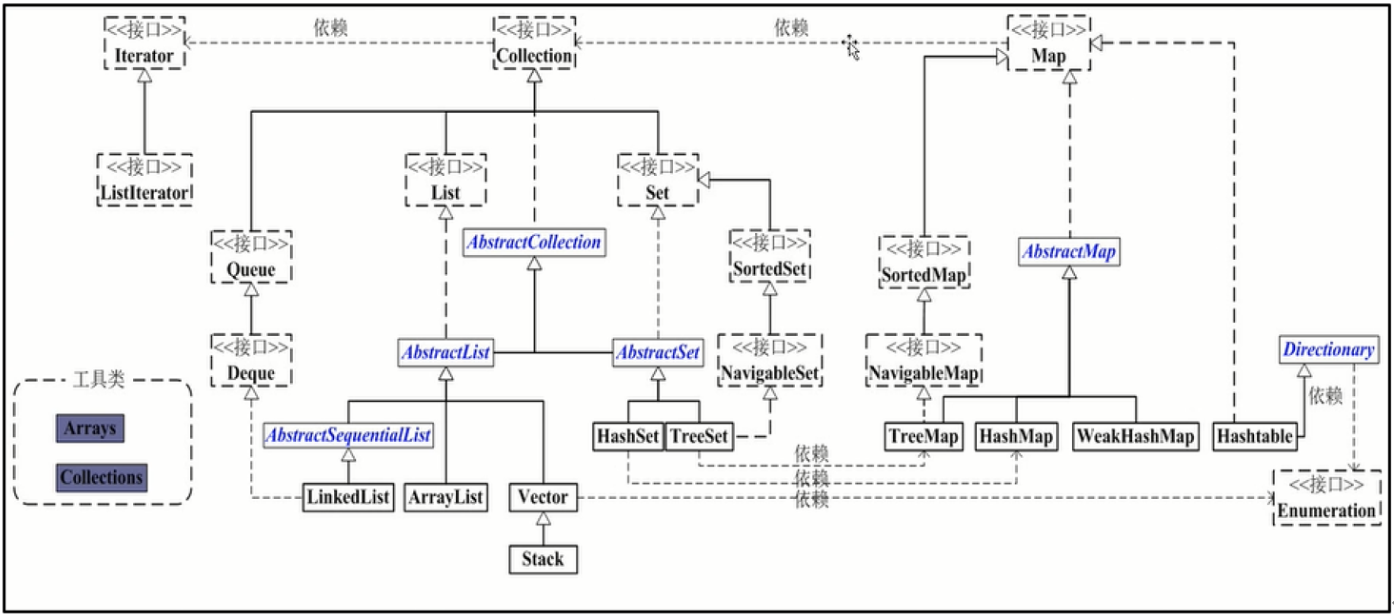 <<接口>>
Iterator
依赖
<<接口>>
Collection
依赖
<<接口>>
Map
<<接口>>
ListIterator
<<接口>>
List
<<接口>>
Set
<<接口>>
Queue
AbstractCollection
<<接口>>
SortedSet
<<接口>>
SortedMap
AbstractMap
<<接口>>
Deque
AbstractList
AbstractSet
<<接口>>
NavigableSet
<<接口>>
NavigableMap
Directionary
工具类
Arrays
Collections
AbstractSequentialList
HashSet
TreeSet
TreeMap
HashMap
WeakHashMap
Hashtable
依赖
依赖
依赖
依赖
LinkedList
ArrayList
Vector
<<接口>>
Enumeration
Stack